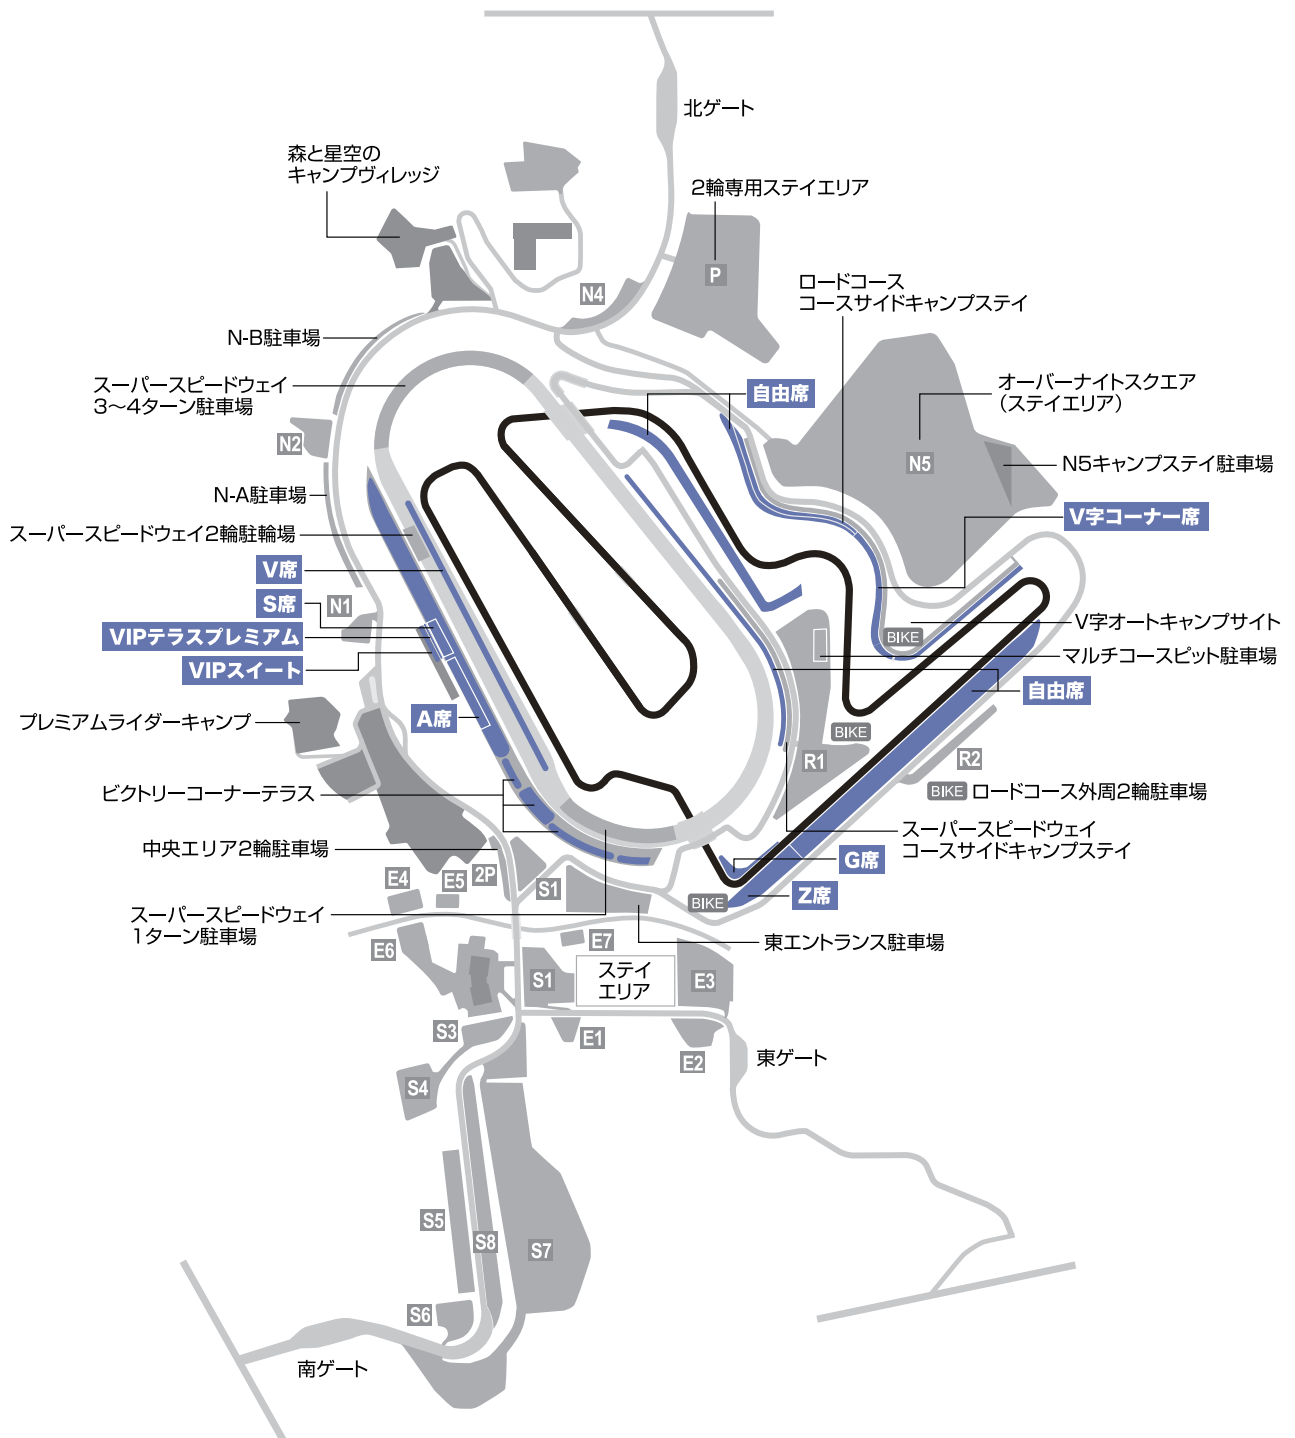 北ゲート
森と星空の
キャンプヴィレッジ
2輪専用ステイエリア
P
N4
ロードコース
コースサイドキャンプステイ
N-B駐車場
スーパースピードウェイ
3〜4ターン駐車場
自由席
オーバーナイトスクエア
（ステイエリア）
N2
N5
N5キャンプステイ駐車場
N-A駐車場
V字コーナー席
スーパースピードウェイ2輪駐輪場
V席
S席
N1
VIPテラスプレミアム
VIPスイート
BIKE
V字オートキャンプサイト
マルチコースピット駐車場
自由席
プレミアムライダーキャンプ
A席
BIKE
R1
R2
BIKE
ロードコース外周2輪駐車場
ビクトリーコーナーテラス
スーパースピードウェイ
コースサイドキャンプステイ
中央エリア2輪駐車場
G席
E4
E5
2P
S1
BIKE
Z席
スーパースピードウェイ
1ターン駐車場
東エントランス駐車場
E6
E7
S1
ステイ
エリア
E3
S3
E1
E2
東ゲート
S4
S5
S8
S7
S6
南ゲート